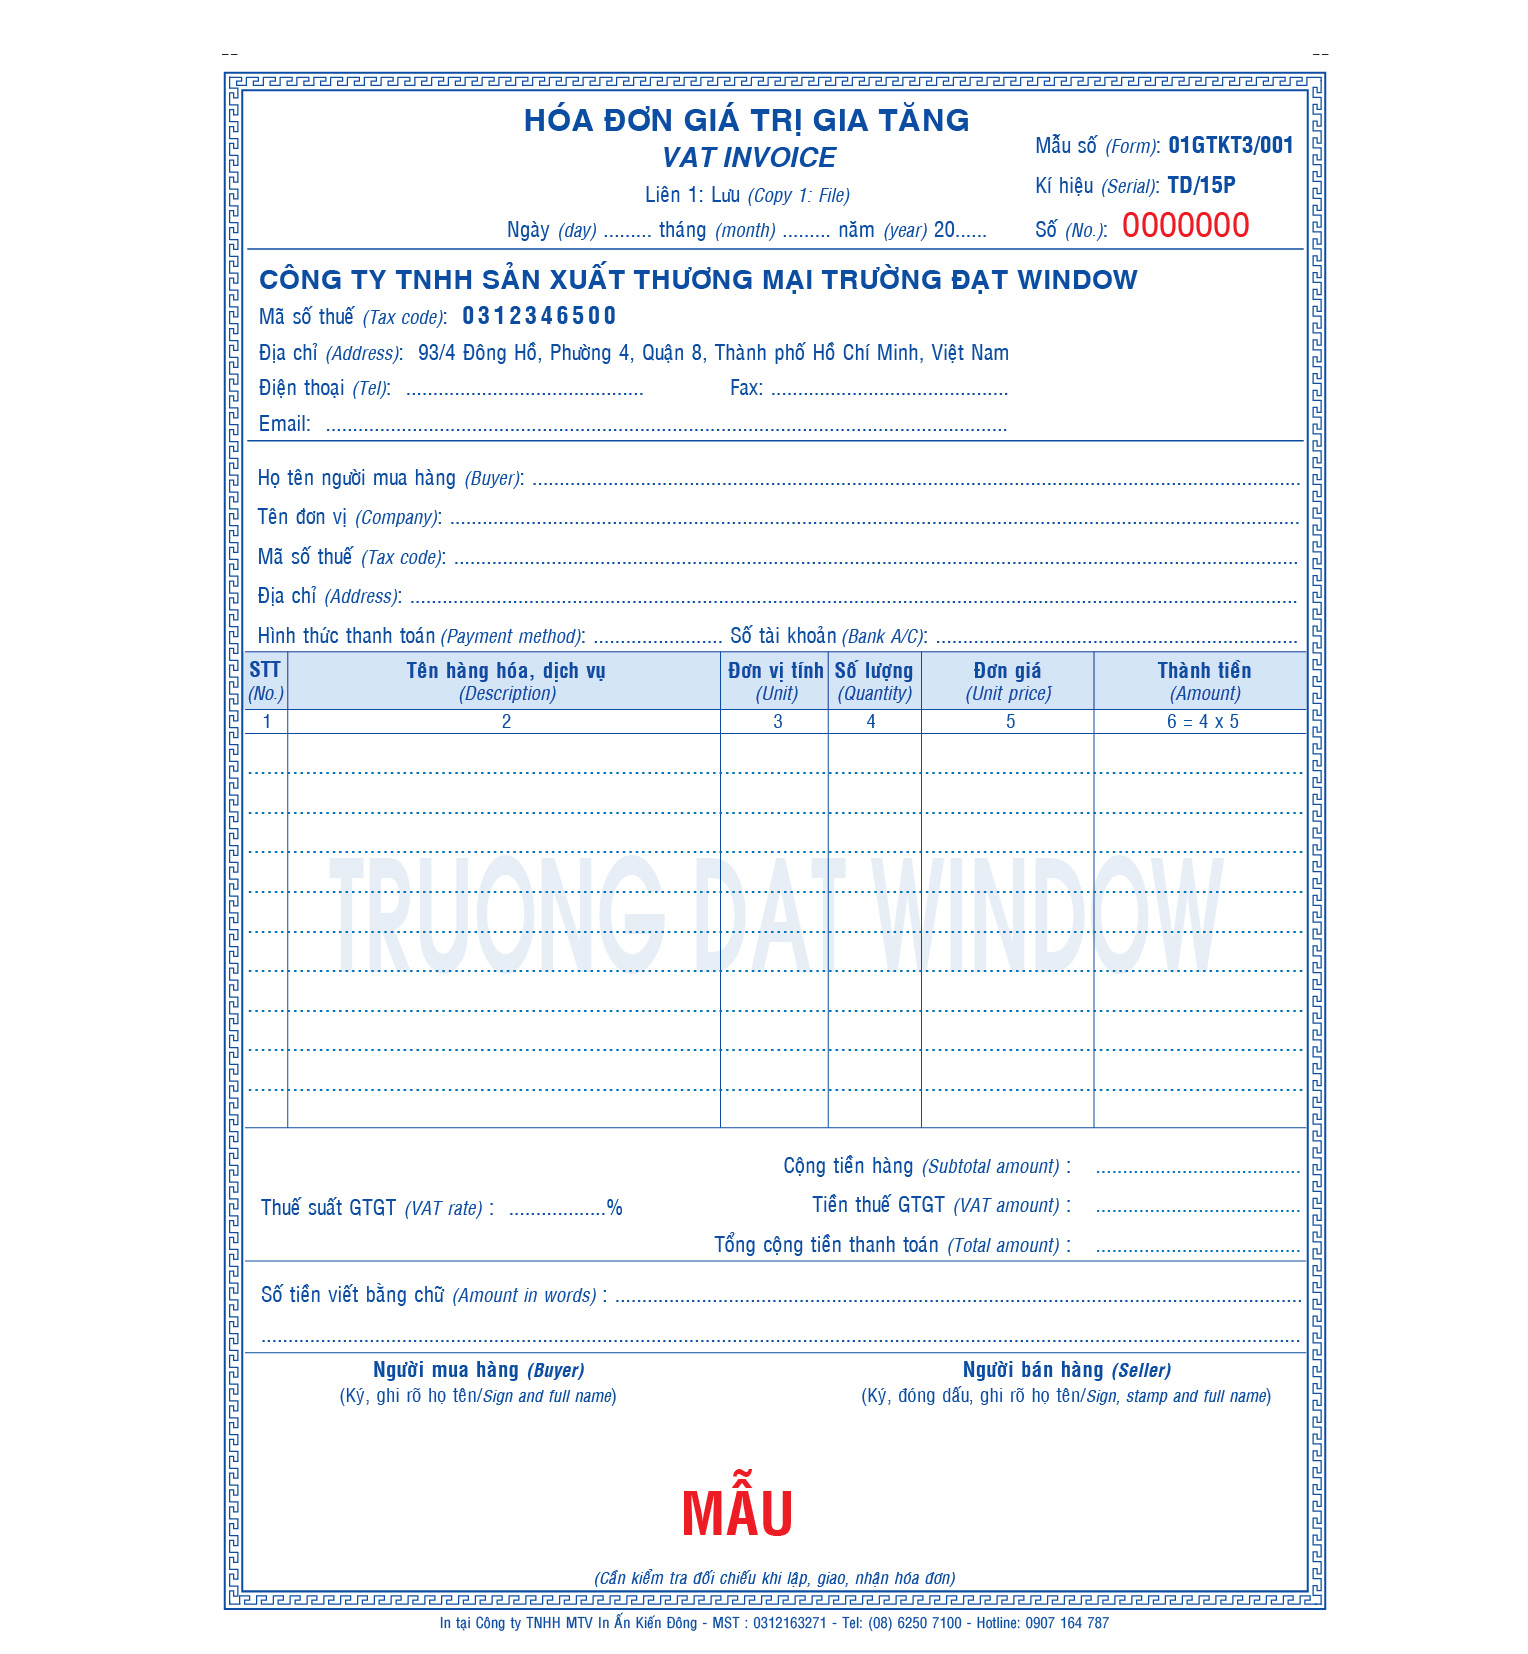 HÓA ĐƠN GIÁ TRỊ GIA TĂNG
VAT INVOICE
Liên 1: Lưu (Copy 1: File)
Ngày (day) ......... tháng (month) ......... năm (year) 20......
Mẫu số (Form): 01GTKT3/001
Kí hiệu (Serial): TD/15P
Số (No.): 0000000
CÔNG TY TNHH SẢN XUẤT THƯƠNG MẠI TRƯỜNG ĐẠT WINDOW
Mã số thuế (Tax code): 0312346500
Địa chỉ (Address): 93/4 Đông Hồ, Phường 4, Quận 8, Thành phố Hồ Chí Minh, Việt Nam
Điện thoại (Tel): ............................................ Fax: ............................................
Email: ..............................................................................................................................
Họ tên người mua hàng (Buyer): ..............................................................................................................................
Tên đơn vị (Company): ..............................................................................................................................
Mã số thuế (Tax code): ..............................................................................................................................
Địa chỉ (Address): ..............................................................................................................................
Hình thức thanh toán (Payment method): ........................ Số tài khoản (Bank A/C): ...................................................................
STT Tên hàng hóa, dịch vụ Đơn vị tính Số lượng Đơn giá Thành tiền
(No.) (Description) (Unit) (Quantity) (Unit price) (Amount)
1 2 3 4 5 6 = 4 x 5
TRUONG DAT WINDOW
Cộng tiền hàng (Subtotal amount) : ......................................
Thuế suất GTGT (VAT rate) : ..................% Tiền thuế GTGT (VAT amount) : ......................................
Tổng cộng tiền thanh toán (Total amount) : ......................................
Số tiền viết bằng chữ (Amount in words) : ..............................................................................................................................
..............................................................................................................................
Người mua hàng (Buyer) Người bán hàng (Seller)
(Ký, ghi rõ họ tên/Sign and full name) (Ký, đóng dấu, ghi rõ họ tên/Sign, stamp and full name)
MẪU
(Cần kiểm tra đối chiếu khi lập, giao, nhận hóa đơn)
In tại Công ty TNHH MTV In Ấn Kiến Đông - MST : 0312163271 - Tel: (08) 6250 7100 - Hotline: 0907 164 787